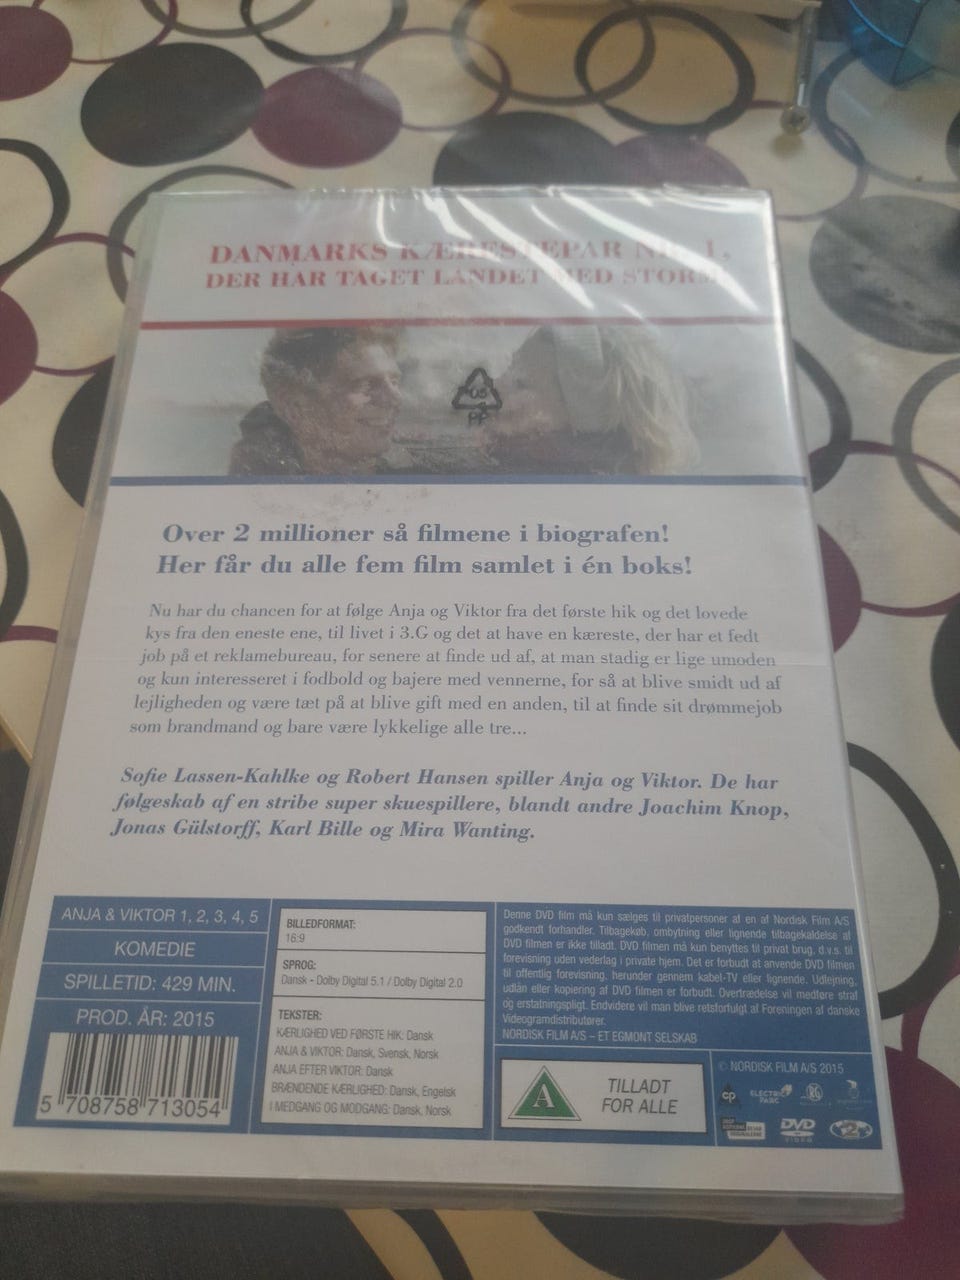 DANMARKS KÆRESTEPAR NR. 1,
DER HAR TAGET LANDET MED STORM!
05
PP
Over 2 millioner så filmene i biografen!
Her får du alle fem film samlet i én boks!
Nu har du chancen for at følge Anja og Viktor fra det første hik og det lovede
kys fra den eneste ene, til livet i 3.G og det at have en kæreste, der har et fedt
job på et reklamebureau, for senere at finde ud af, at man stadig er lige umoden
og kun interesseret i fodbold og bajere med vennerne, for så at blive smidt ud af
lejligheden og være tæt på at blive gift med en anden, til at finde sit drømmejob
som brandmand og bare være lykkelige alle tre...
Sofie Lassen-Kahlke og Robert Hansen spiller Anja og Viktor. De har
følgeskab af en stribe super skuespillere, blandt andre Joachim Knop,
Jonas Gülstorff, Karl Bille og Mira Wanting.
ANJA & VIKTOR 1, 2, 3, 4, 5
KOMEDIE
SPILLETID: 429 MIN.
PROD. ÅR: 2015
5 708758 713054
BILLEDFORMAT:
16:9
SPROG:
Dansk - Dolby Digital 5.1 / Dolby Digital 2.0
TEKSTER:
KÆRLIGHED VED FØRSTE HIK: Dansk
ANJA & VIKTOR: Dansk, Svensk, Norsk
ANJA EFTER VIKTOR: Dansk
BRÆNDENDE KÆRLIGHED: Dansk, Engelsk
I MEDGANG OG MODGANG: Dansk, Norsk
Denne DVD film må kun sælges til privatpersoner af en af Nordisk Film A/S
godkendt forhandler. Tilbagekøb, ombytning eller lignende tilbagekaldelse af
DVD filmen er ikke tilladt. DVD filmen må kun benyttes til privat brug, d.v.s. til
forevisning uden vederlag i private hjem. Det er forbudt at anvende DVD filmen
til offentlig forevisning, herunder gennem kabel-TV eller lignende. Udlejning,
udlån eller kopiering af DVD filmen er forbudt. Overtrædelse vil medføre straf
og erstatningspligt. Endvidere vil man blive retsforfulgt af Foreningen af danske
Videogramdistributører.
NORDISK FILM A/S – ET EGMONT SELSKAB
A
TILLADT
FOR ALLE
© NORDISK FILM A/S 2015
cp
ELECTRIC
PARC
RG
DVD
VIDEO
2